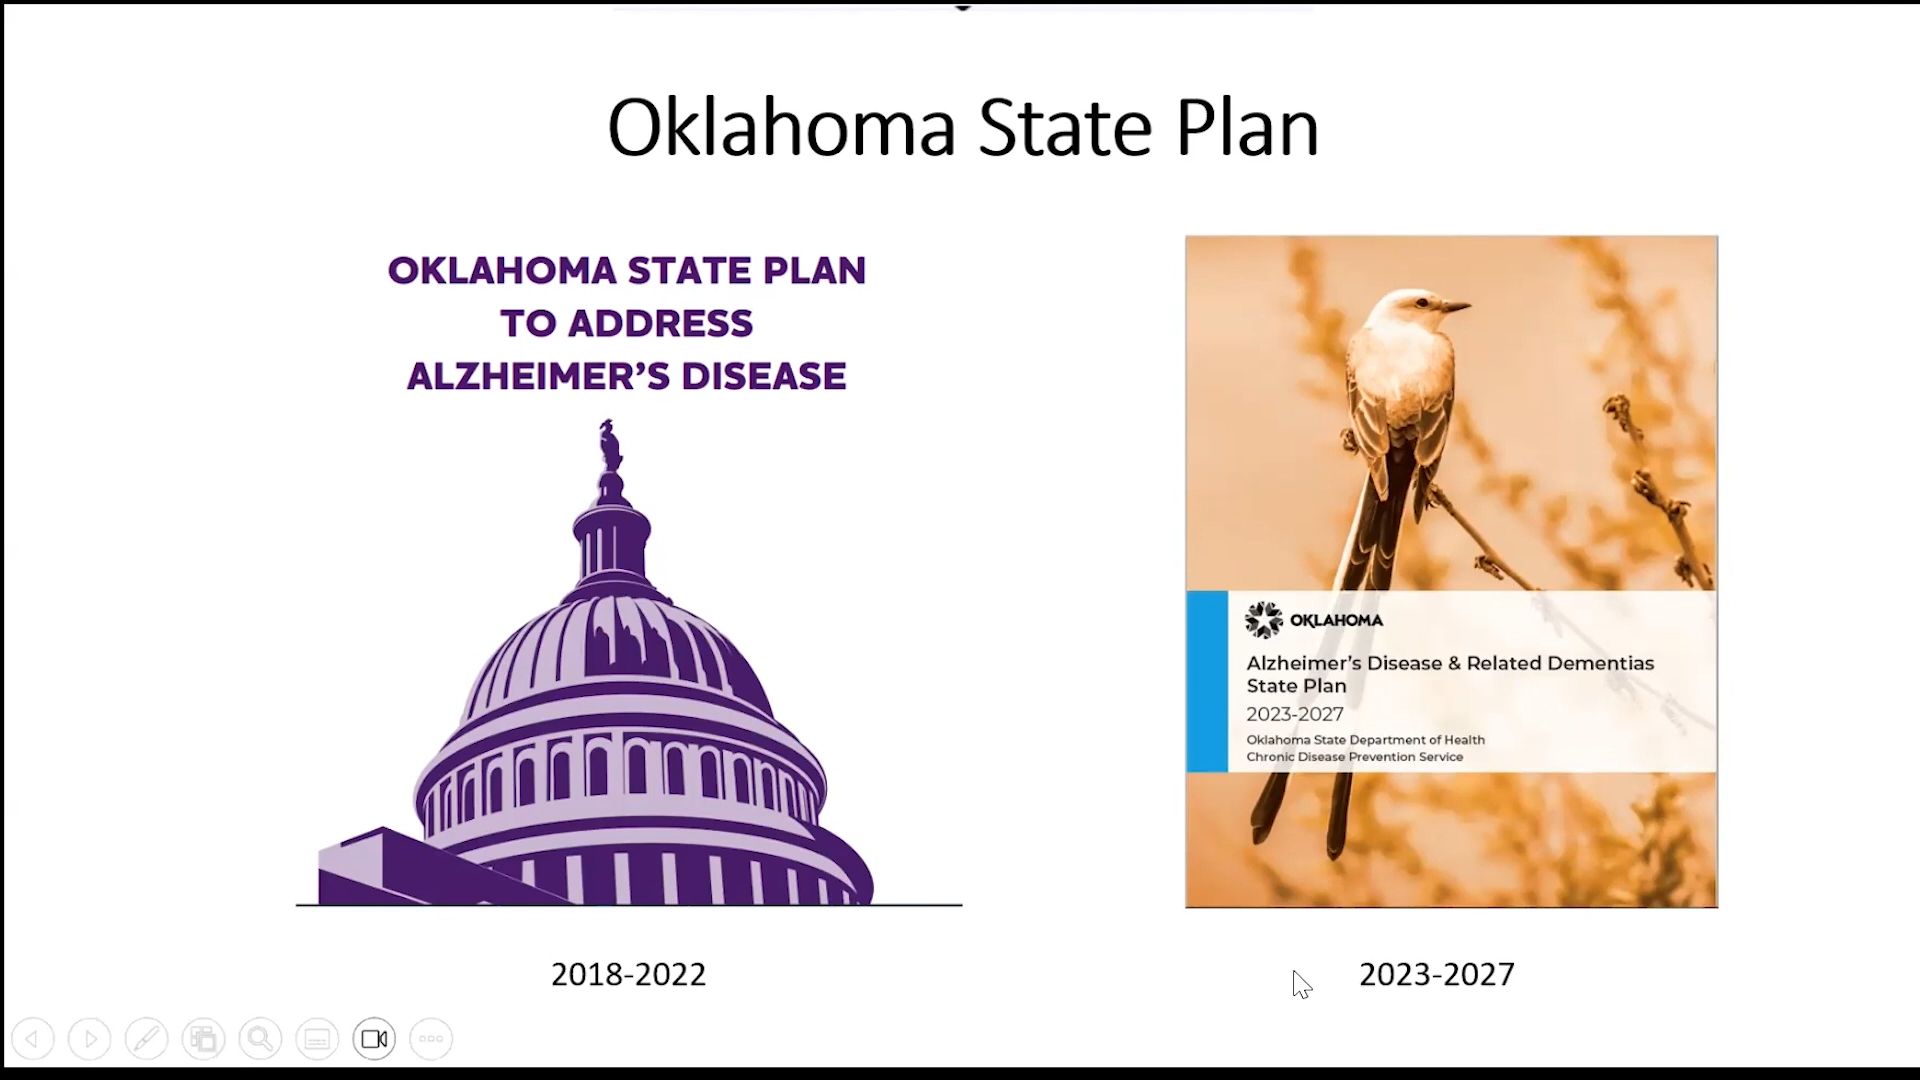 Oklahoma State Plan
OKLAHOMA STATE PLAN
TO ADDRESS
ALZHEIMER’S DISEASE
2018-2022
OKLAHOMA
Alzheimer’s Disease & Related Dementias
State Plan
2023-2027
Oklahoma State Department of Health
Chronic Disease Prevention Service
2023-2027